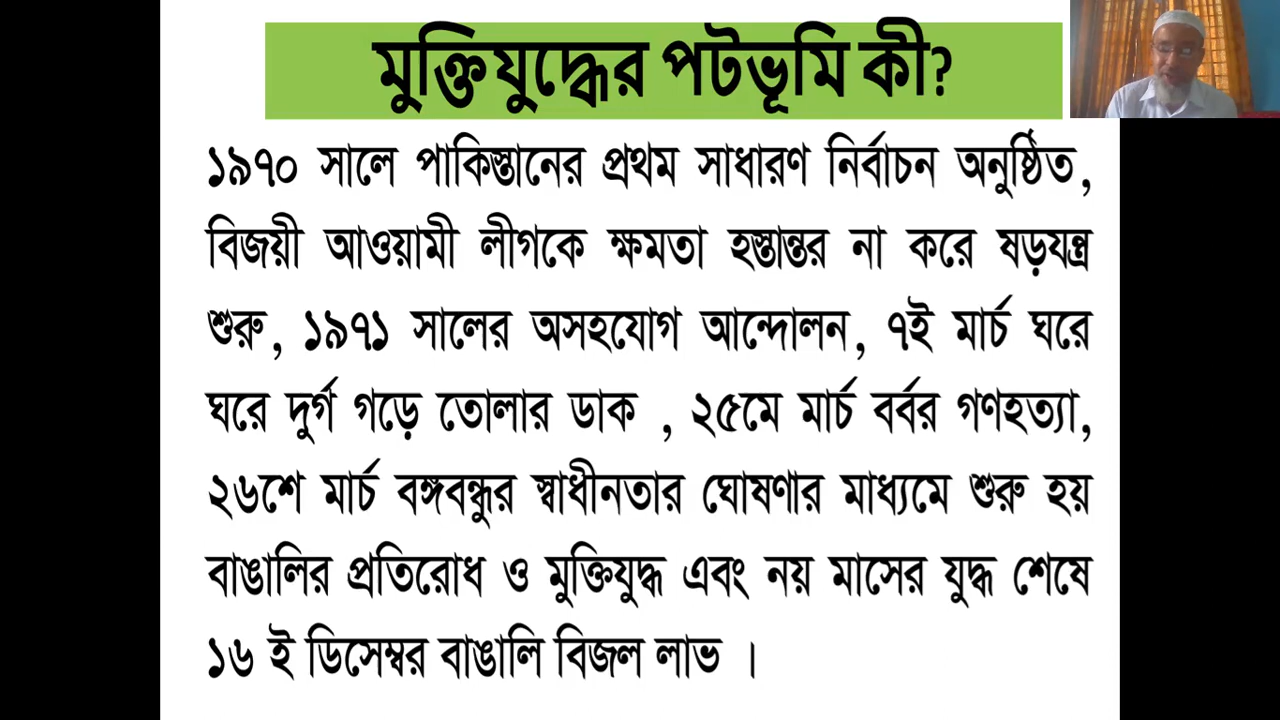 মুক্তিযুদ্ধের পটভূমি কী?
১৯৭০ সালে পাকিস্তানের প্রথম সাধারণ নির্বাচন অনুষ্ঠিত,
বিজয়ী আওয়ামী লীগকে ক্ষমতা হস্তান্তর না করে ষড়যন্ত্র
শুরু, ১৯৭১ সালের অসহযোগ আন্দোলন, ৭ই মার্চ ঘরে
ঘরে দুর্গ গড়ে তোলার ডাক , ২৫মে মার্চ বর্বর গণহত্যা,
২৬শে মার্চ বঙ্গবন্ধুর স্বাধীনতার ঘোষণার মাধ্যমে শুরু হয়
বাঙালির প্রতিরোধ ও মুক্তিযুদ্ধ এবং নয় মাসের যুদ্ধ শেষে
১৬ ই ডিসেম্বর বাঙালি বিজল লাভ ।